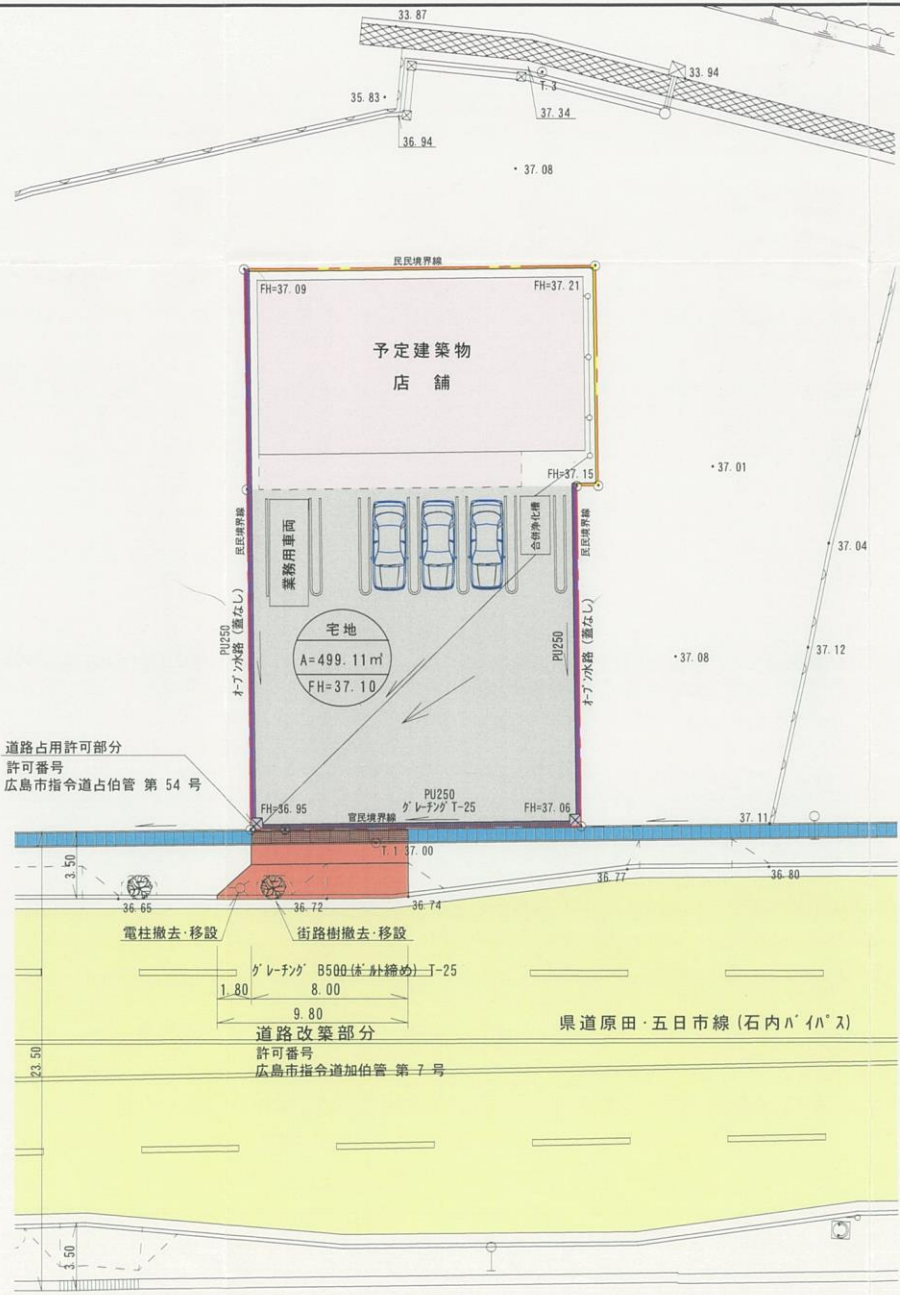 33.87
33.94
T.3
35.83
37.34
36.94
37.08
民民境界線
FH=37.09
FH=37.21
予定建築物
店 舗
FH=37.15
37.01
民民境界線
業務用車両
合併浄化槽
民民境界線
37.04
PU250
オープン水路 (蓋なし)
宅地
A=499.11㎡
FH=37.10
PU250
オープン水路 (蓋なし)
37.08
37.12
道路占用許可部分
許可番号
広島市指令道占伯管 第 54 号
PU250
グレーチング T-25
FH=36.95
官民境界線
FH=37.06
37.11
T.1 37.00
3.50
36.77
36.80
36.65
36.72
36.74
電柱撤去・移設
街路樹撤去・移設
グレーチング B500(ボルト締め) T-25
1.80
8.00
9.80
道路改築部分
許可番号
広島市指令道加伯管 第 7 号
県道原田・五日市線(石内バイパス)
23.50
3.50